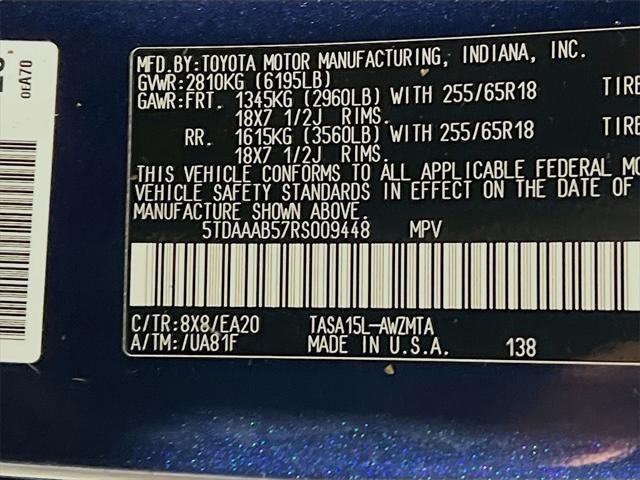 MFD.BY:TOYOTA MOTOR MANUFACTURING, INDIANA, INC.
GVWR:2810KG (6195LB)
GAWR:FRT. 1345KG (2960LB) WITH 255/65R18 TIRE
18X7 1/2J RIMS.
RR. 1615KG (3560LB) WITH 255/65R18 TIRE
18X7 1/2J RIMS.
THIS VEHICLE CONFORMS TO ALL APPLICABLE FEDERAL MO
VEHICLE SAFETY STANDARDS IN EFFECT ON THE DATE OF
MANUFACTURE SHOWN ABOVE.
5TDAAAB57RS009448 MPV
C/TR:8X8/EA20 TASA15L-AWZMTA
A/TM:/UA81F MADE IN U.S.A. 138
0EA70